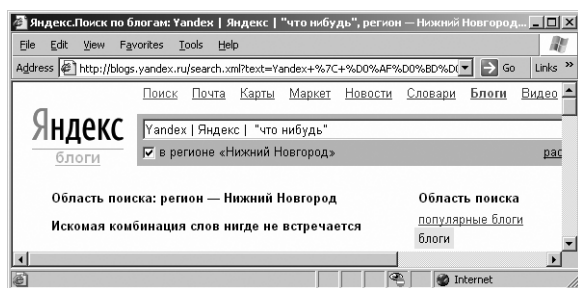 Яндекс.Поиск по блогам: Yandex | Яндекс | "что нибудь", регион — Нижний Новгород...
File Edit View Favorites Tools Help
Address http://blogs.yandex.ru/search.xml?text=Yandex+%7C+%D0%AF%D0%BD%D( Go Links »
Поиск Почта Карты Маркет Новости Словари Блоги Видео
Яндекс
блоги
Yandex | Яндекс | "что нибудь"
в регионе «Нижний Новгород» рас
Область поиска: регион — Нижний Новгород
Искомая комбинация слов нигде не встречается
Область поиска
популярные блоги
блоги
Internet